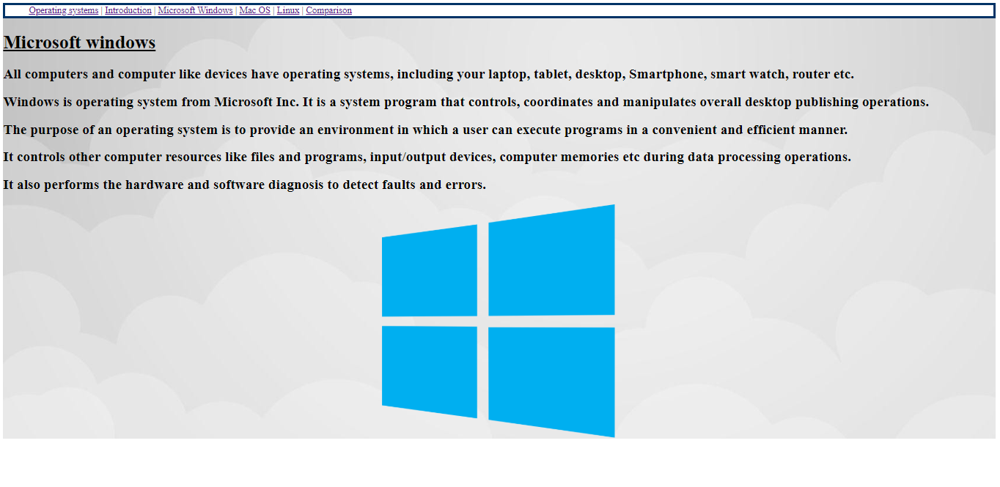 Operating systems | Introduction | Microsoft Windows | Mac OS | Linux | Comparison
Microsoft windows
All computers and computer like devices have operating systems, including your laptop, tablet, desktop, Smartphone, smart watch, router etc.
Windows is operating system from Microsoft Inc. It is a system program that controls, coordinates and manipulates overall desktop publishing operations.
The purpose of an operating system is to provide an environment in which a user can execute programs in a convenient and efficient manner.
It controls other computer resources like files and programs, input/output devices, computer memories etc during data processing operations.
It also performs the hardware and software diagnosis to detect faults and errors.